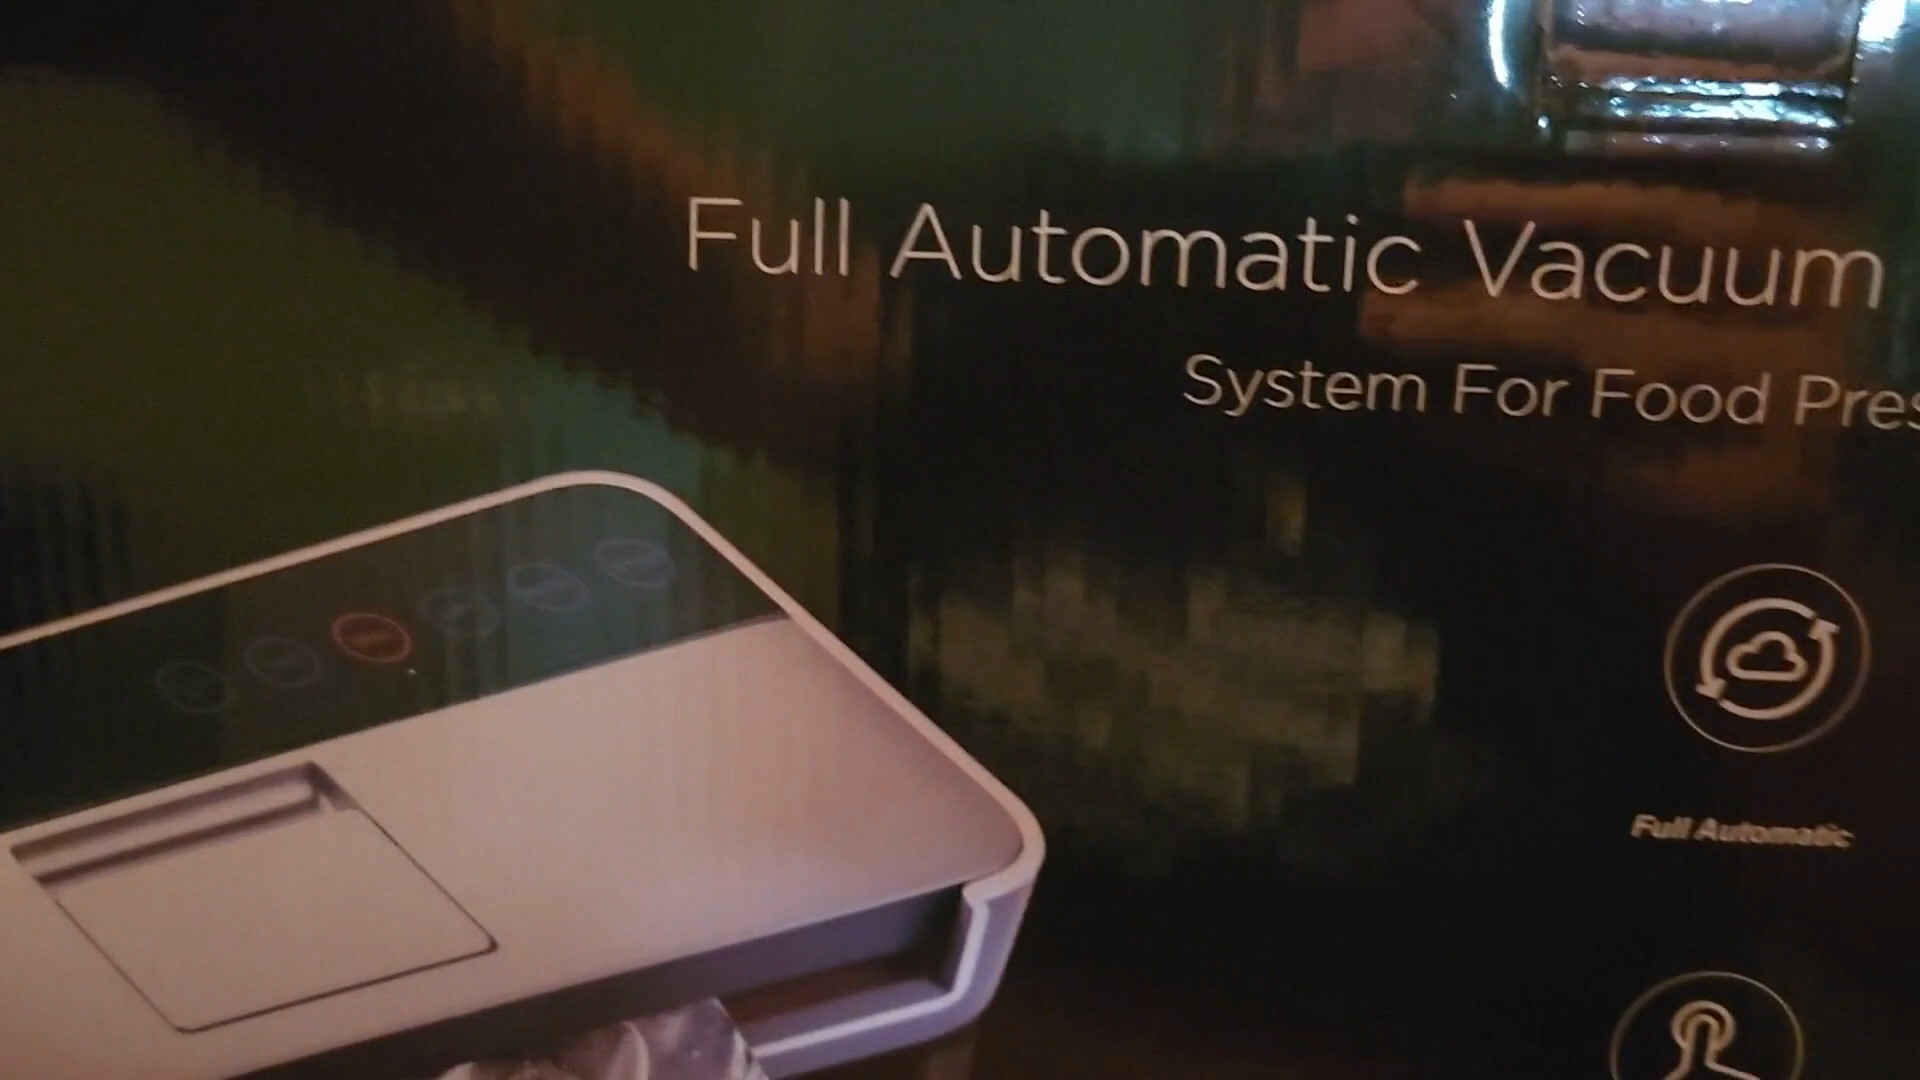 Full Automatic Vacuum
System For Food Pres
Full Automatic